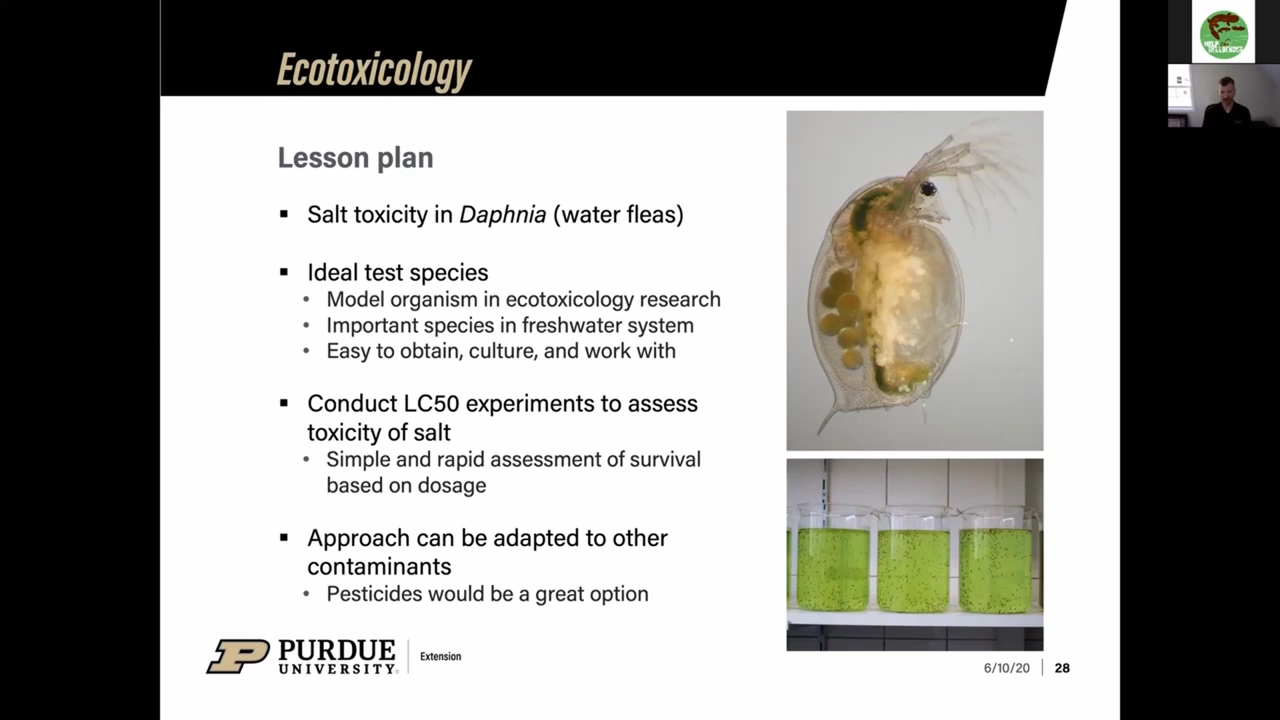 Ecotoxicology
Lesson plan
▪ Salt toxicity in Daphnia (water fleas)
▪ Ideal test species
• Model organism in ecotoxicology research
• Important species in freshwater system
• Easy to obtain, culture, and work with
▪ Conduct LC50 experiments to assess
toxicity of salt
• Simple and rapid assessment of survival
based on dosage
▪ Approach can be adapted to other
contaminants
• Pesticides would be a great option
P PURDUE
UNIVERSITY®
Extension
6/10/20 | 28
HELP
the
HELLBENDER